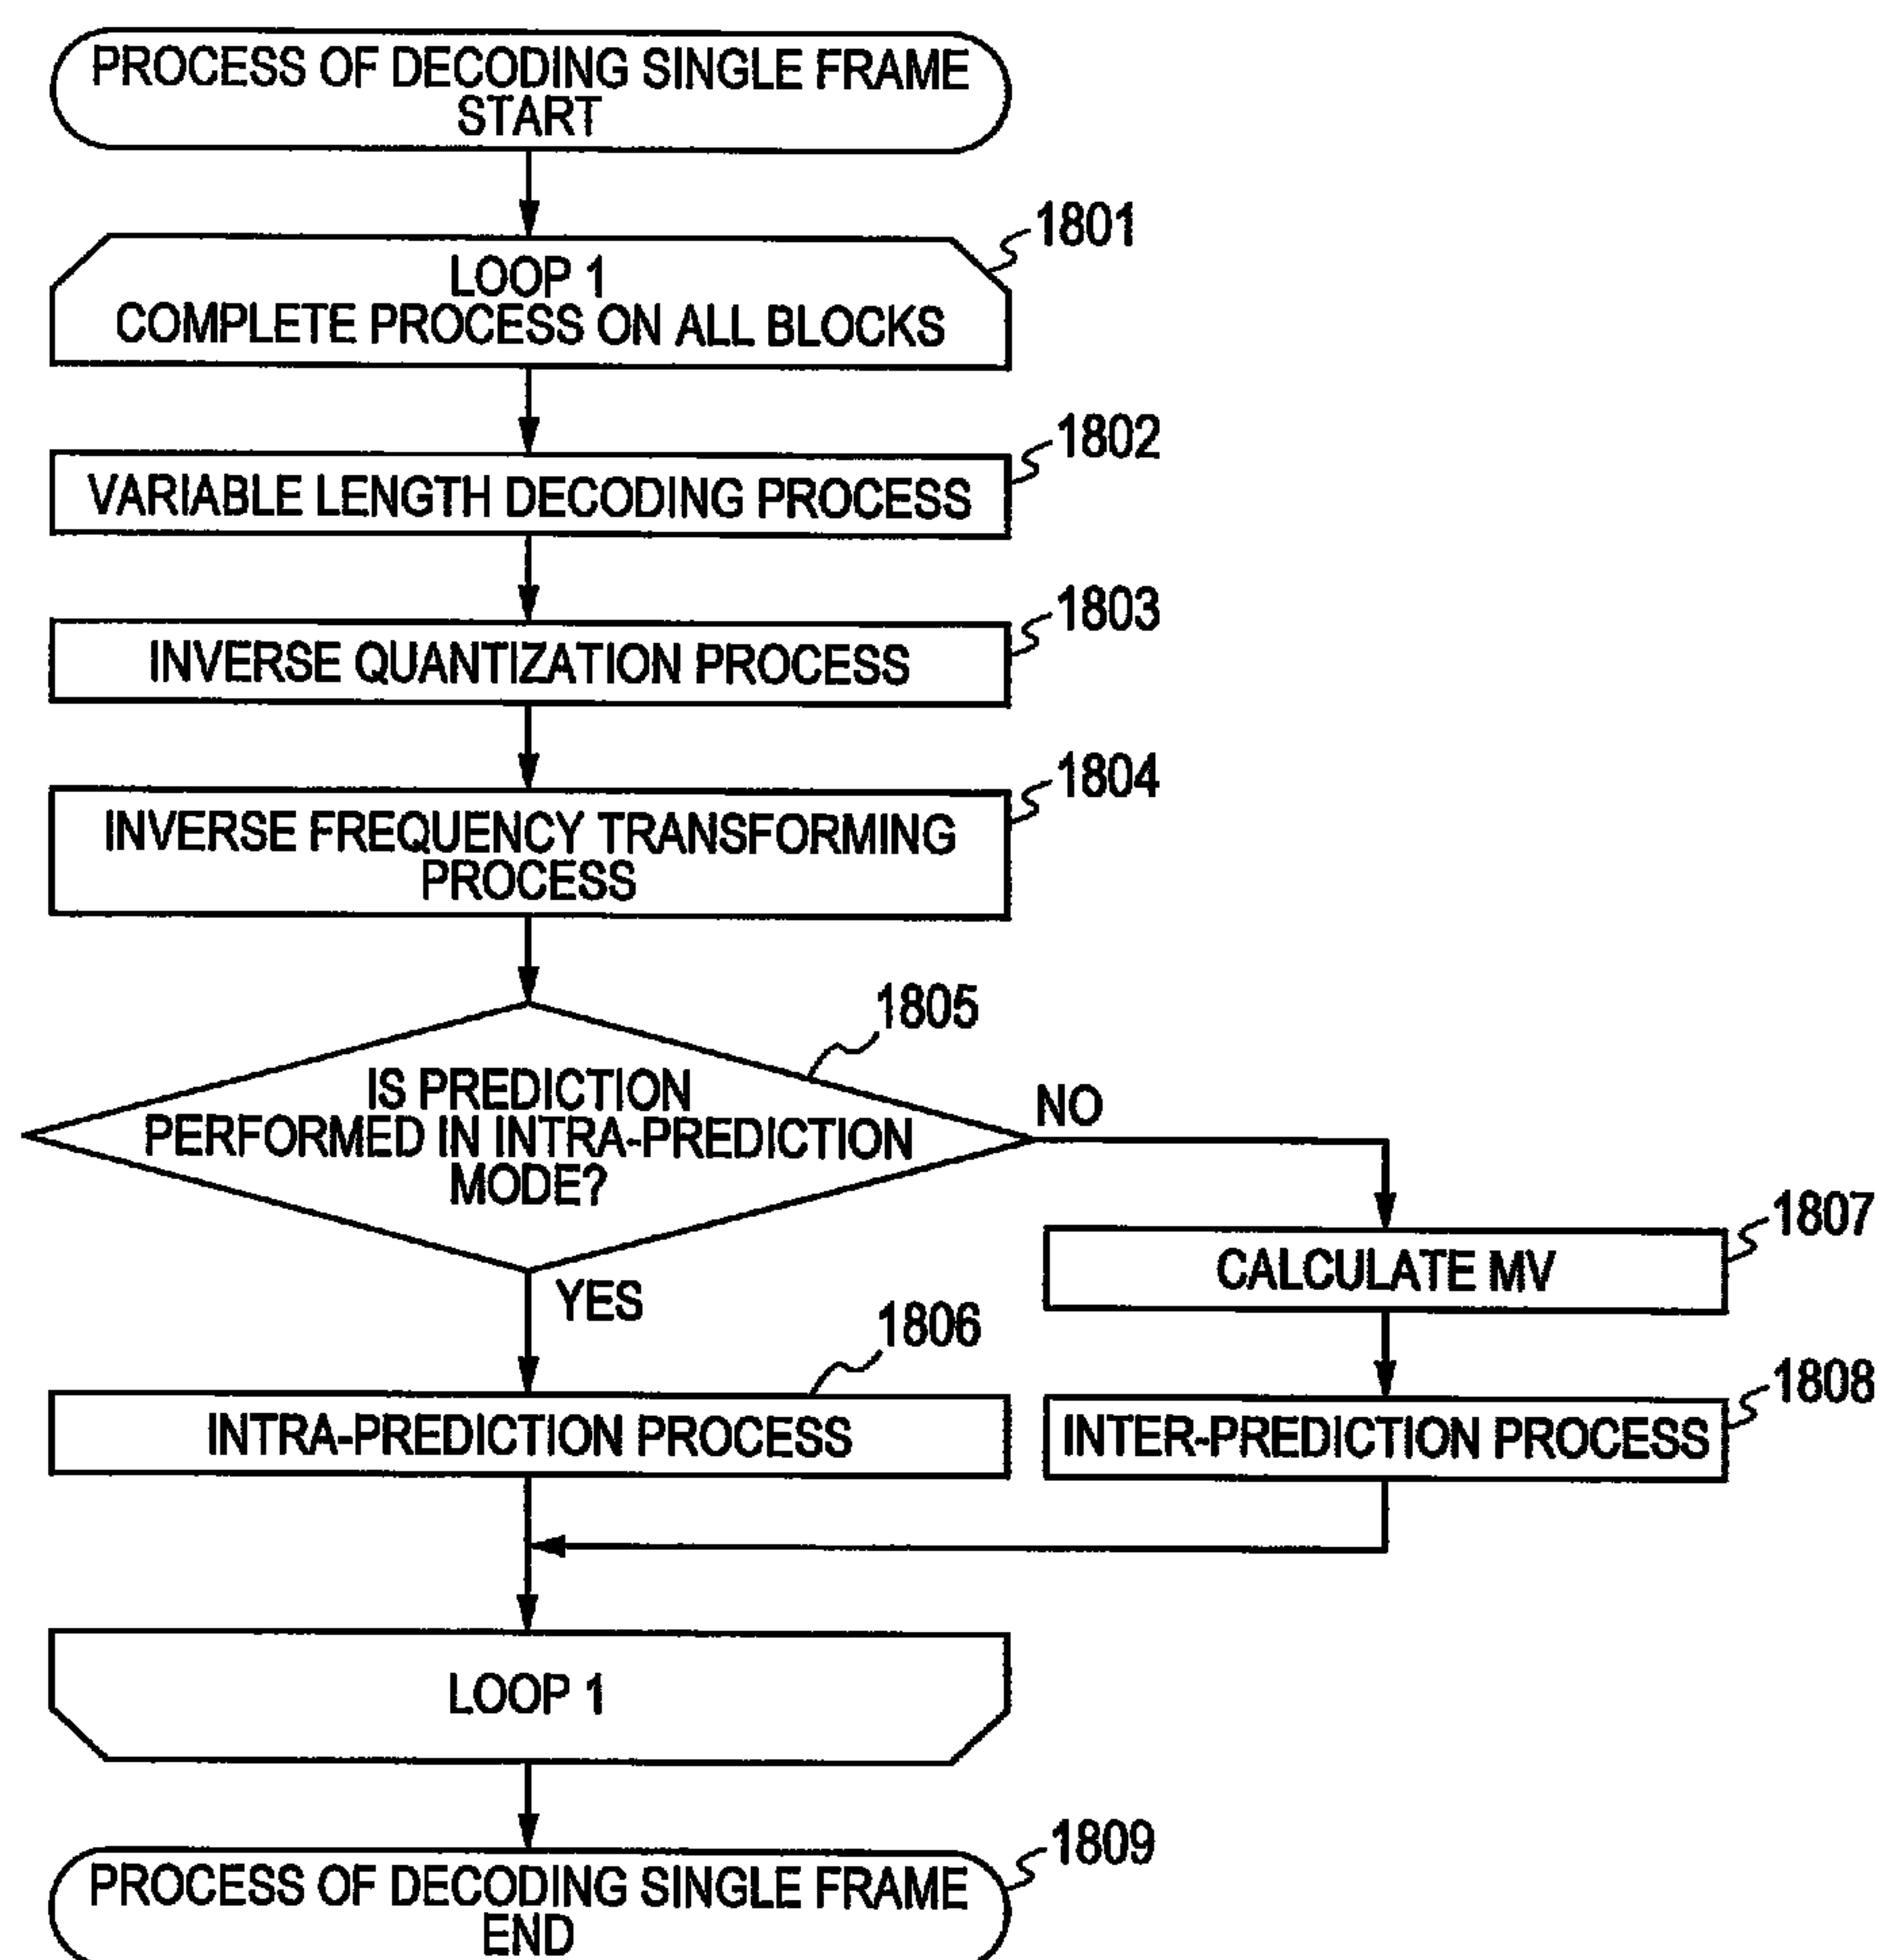 PROCESS OF DECODING SINGLE FRAME
START
1801
LOOP 1
COMPLETE PROCESS ON ALL BLOCKS
1802
VARIABLE LENGTH DECODING PROCESS
1803
INVERSE QUANTIZATION PROCESS
1804
INVERSE FREQUENCY TRANSFORMING
PROCESS
1805
IS PREDICTION
PERFORMED IN INTRA-PREDICTION
MODE?
NO
1807
CALCULATE MV
YES
1806
INTRA-PREDICTION PROCESS
1808
INTER-PREDICTION PROCESS
LOOP 1
1809
PROCESS OF DECODING SINGLE FRAME
END